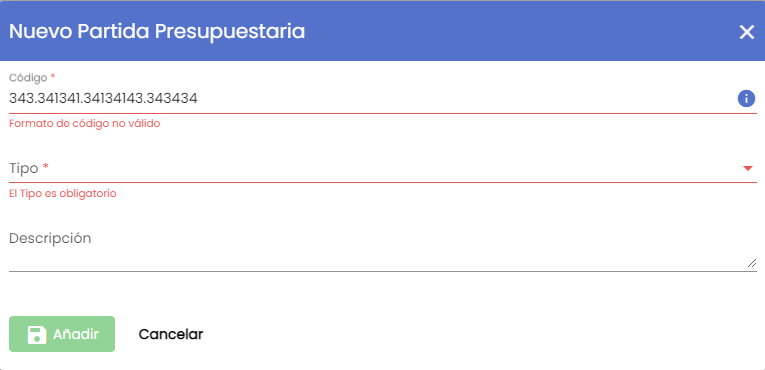 Nuevo Partida Presupuestaria
Código *
343.341341.34134143.343434
Formato de código no válido
Tipo *
El Tipo es obligatorio
Descripción
Añadir Cancelar